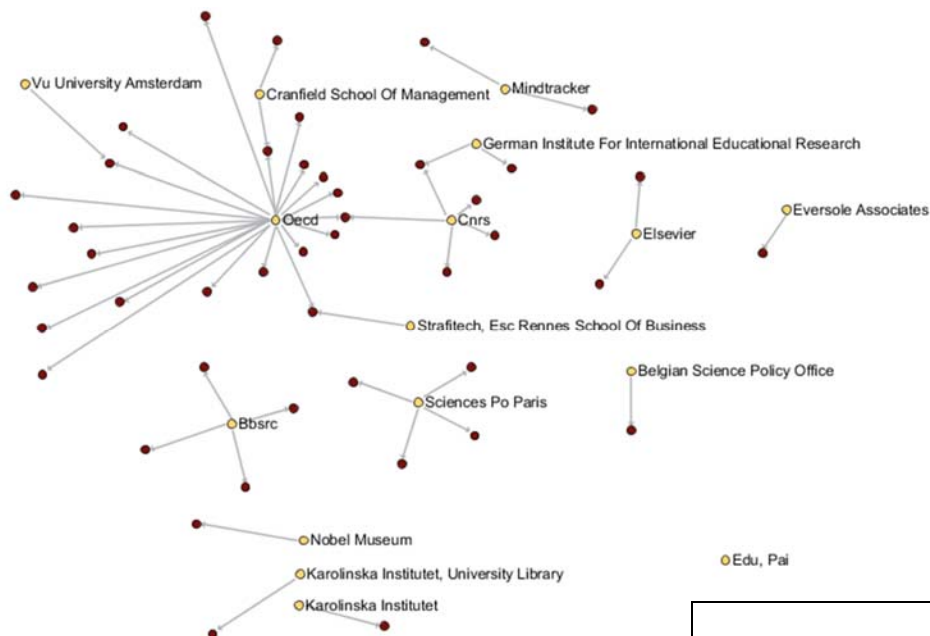 Vu University Amsterdam
Cranfield School Of Management
Mindtracker
German Institute For International Educational Research
Eversole Associates
Oecd
Cnrs
Elsevier
Strafitech, Esc Rennes School Of Business
Belgian Science Policy Office
Sciences Po Paris
Bbsrc
Nobel Museum
Edu, Pai
Karolinska Institutet, University Library
Karolinska Institutet